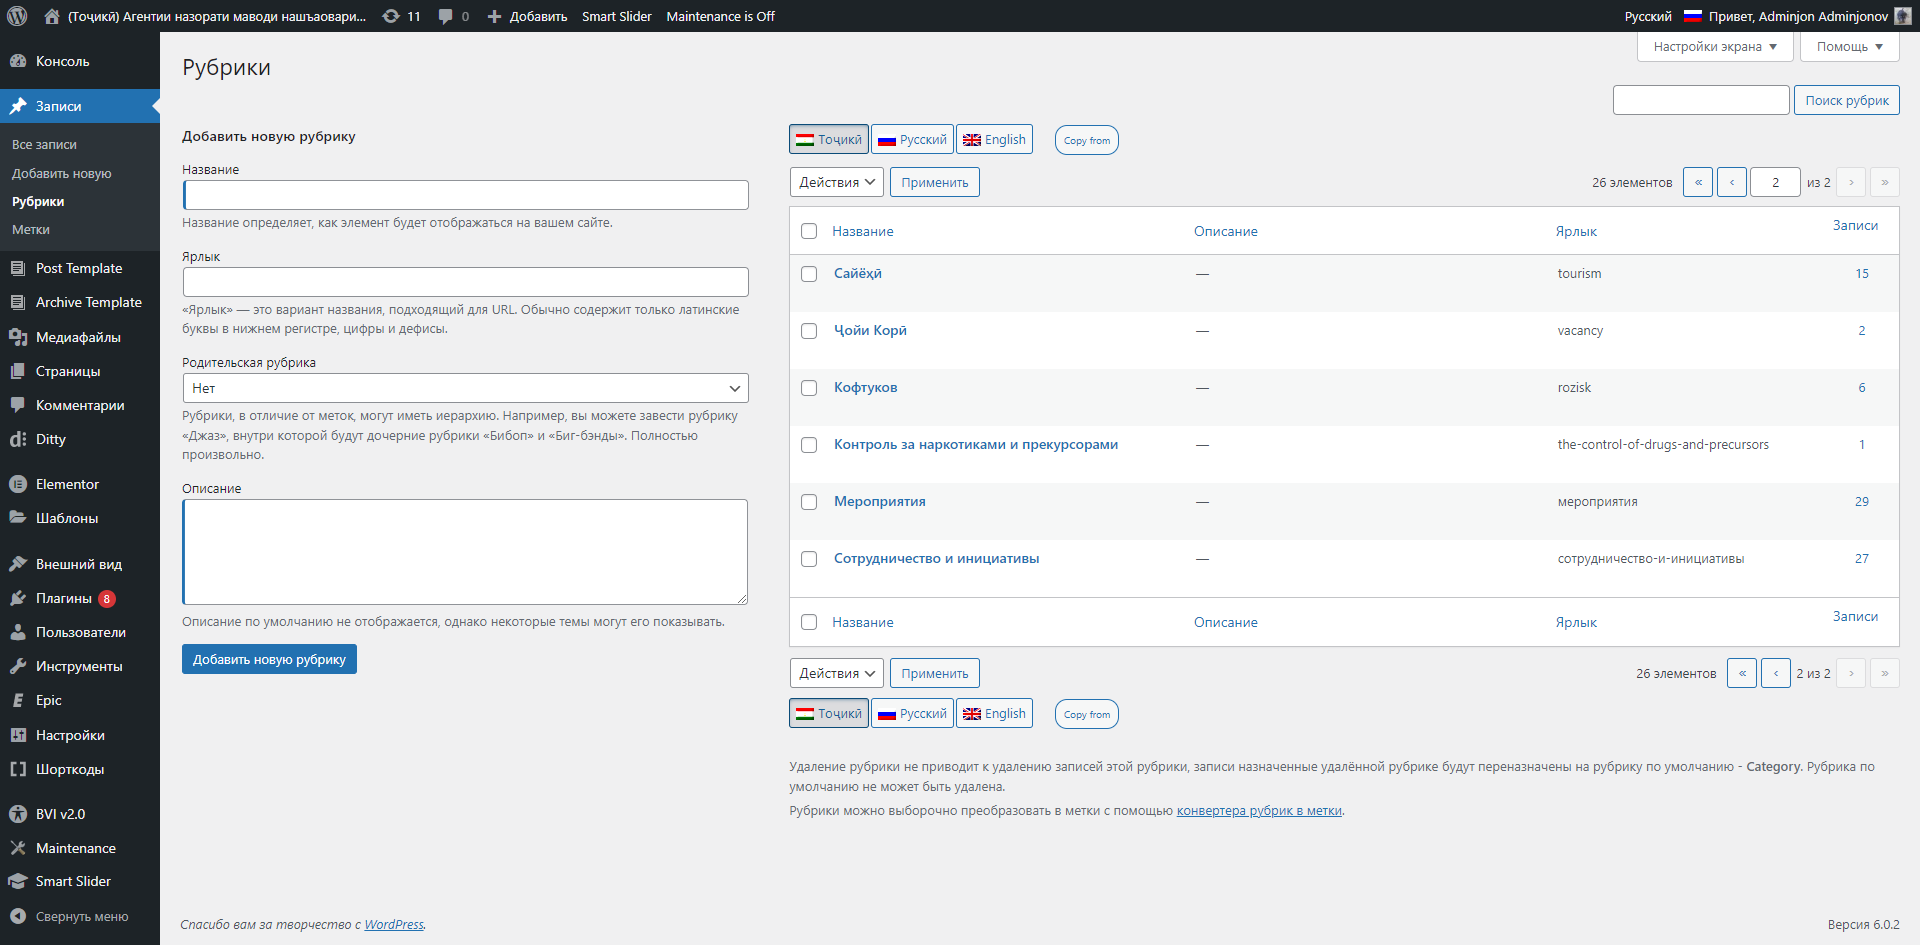 (Тоҷикӣ) Агентии назорати маводи нашъаовари... 11 0 Добавить Smart Slider Maintenance is Off Русский Привет, Adminjon Adminjonov
Консоль
Записи
Все записи
Добавить новую
Рубрики
Метки
Post Template
Archive Template
Медиафайлы
Страницы
Комментарии
Ditty
Elementor
Шаблоны
Внешний вид
Плагины 8
Пользователи
Инструменты
Epic
Настройки
Шорткоды
BVI v2.0
Maintenance
Smart Slider
Свернуть меню
Настройки экрана Помощь
Рубрики
Поиск рубрик
Добавить новую рубрику
Название
Название определяет, как элемент будет отображаться на вашем сайте.
Ярлык
«Ярлык» — это вариант названия, подходящий для URL. Обычно содержит только латинские
буквы в нижнем регистре, цифры и дефисы.
Родительская рубрика
Нет
Рубрики, в отличие от меток, могут иметь иерархию. Например, вы можете завести рубрику
«Джаз», внутри которой будут дочерние рубрики «Бибоп» и «Биг-бэнды». Полностью
произвольно.
Описание
Описание по умолчанию не отображается, однако некоторые темы могут его показывать.
Добавить новую рубрику
Тоҷикӣ Русский English Copy from
Действия Применить 26 элементов « ‹ 2 из 2 › »
Название Описание Ярлык Записи
Сайёҳӣ — tourism 15
Ҷойи Корӣ — vacancy 2
Кофтуков — rozisk 6
Контроль за наркотиками и прекурсорами — the-control-of-drugs-and-precursors 1
Мероприятия — мероприятия 29
Сотрудничество и инициативы — сотрудничество-и-инициативы 27
Название Описание Ярлык Записи
Действия Применить 26 элементов « ‹ 2 из 2 › »
Тоҷикӣ Русский English Copy from
Удаление рубрики не приводит к удалению записей этой рубрики, записи назначенные удалённой рубрике будут переназначены на рубрику по умолчанию - Category. Рубрика по
умолчанию не может быть удалена.
Рубрики можно выборочно преобразовать в метки с помощью конвертера рубрик в метки.
Спасибо вам за творчество с WordPress. Версия 6.0.2